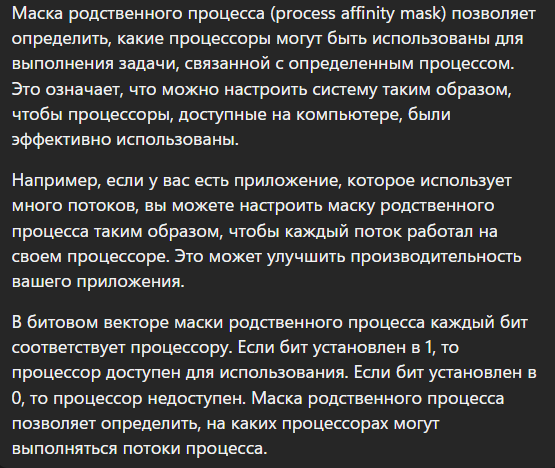 Маска родственного процесса (process affinity mask) позволяет
определить, какие процессоры могут быть использованы для
выполнения задачи, связанной с определенным процессом.
Это означает, что можно настроить систему таким образом,
чтобы процессоры, доступные на компьютере, были
эффективно использованы.
Например, если у вас есть приложение, которое использует
много потоков, вы можете настроить маску родственного
процесса таким образом, чтобы каждый поток работал на
своем процессоре. Это может улучшить производительность
вашего приложения.
В битовом векторе маски родственного процесса каждый бит
соответствует процессору. Если бит установлен в 1, то
процессор доступен для использования. Если бит установлен в
0, то процессор недоступен. Маска родственного процесса
позволяет определить, на каких процессорах могут
выполняться потоки процесса.